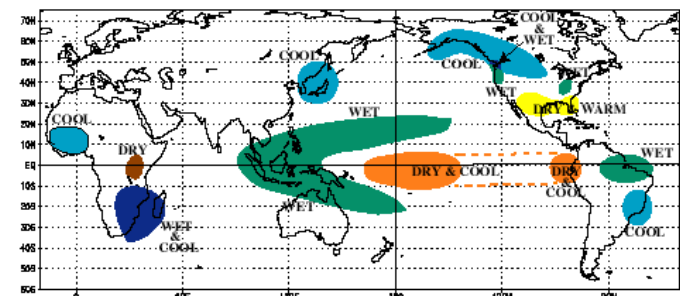 70N
60N
50N
40N
30N
20N
10N
EQ
10S
20S
30S
40S
50S
60S
COOL
&
WET
COOL
COOL
WET
WET
WET
DRY & WARM
COOL
DRY
WET
DRY & COOL
DRY
&
COOL
WET
WET
&
COOL
COOL